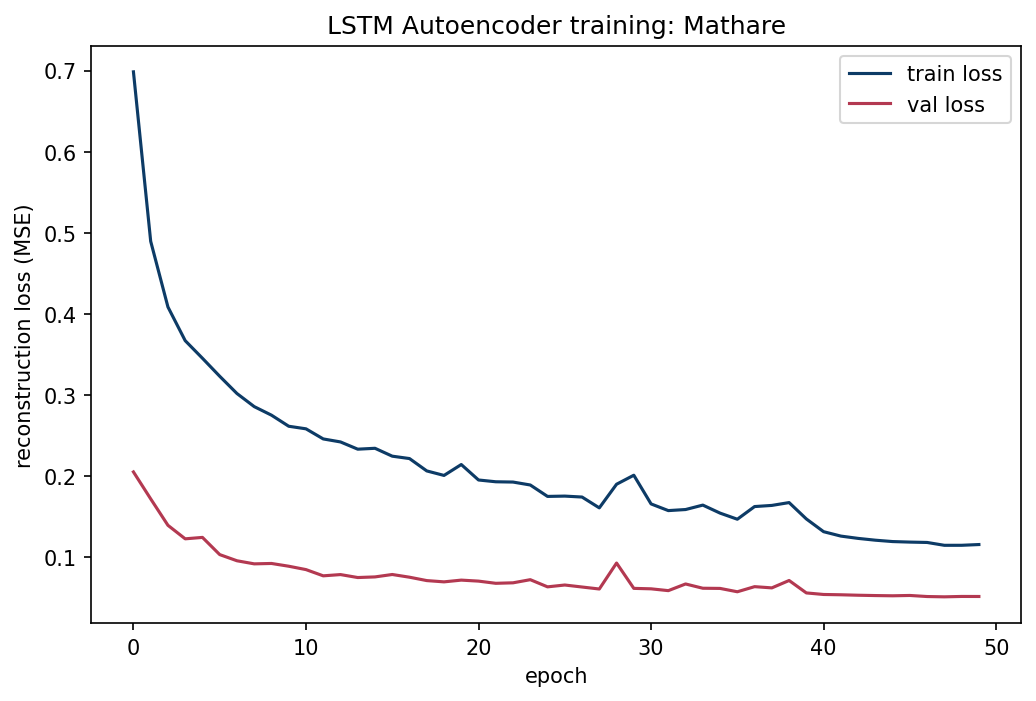 LSTM Autoencoder training: Mathare
train loss
val loss
reconstruction loss (MSE)
0.7
0.6
0.5
0.4
0.3
0.2
0.1
0 10 20 30 40 50
epoch